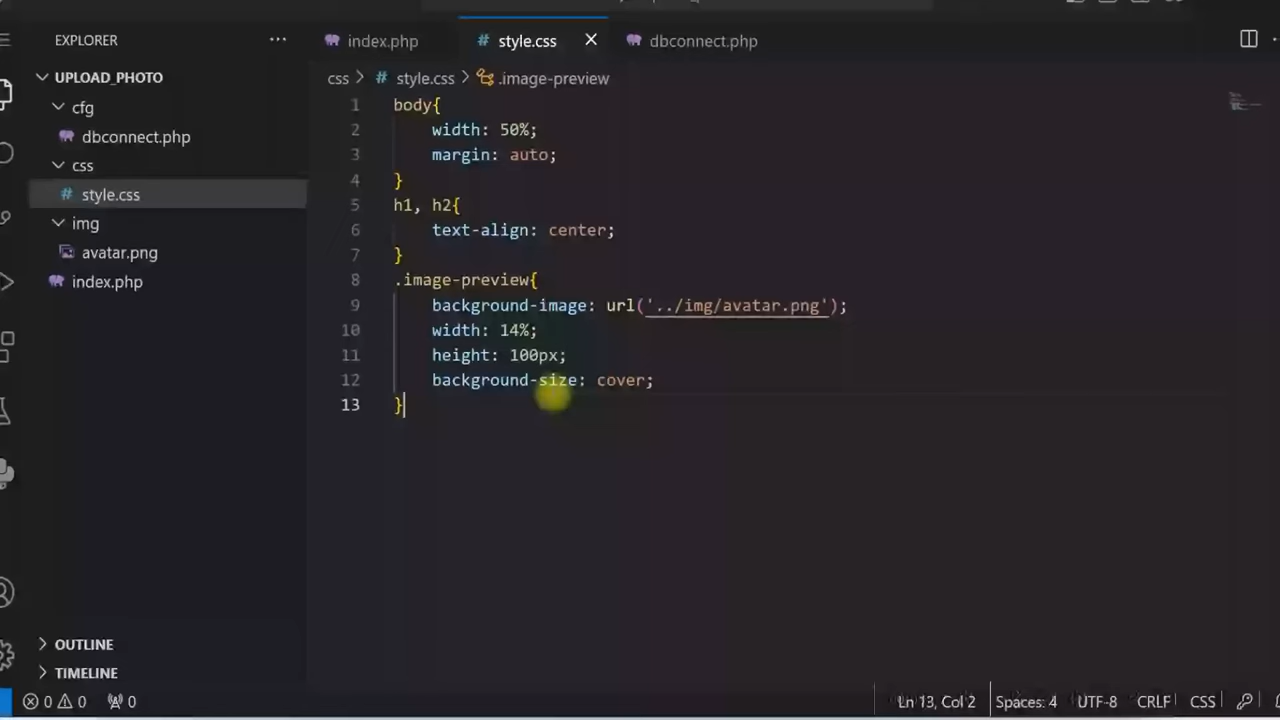 EXPLORER
UPLOAD_PHOTO
cfg
dbconnect.php
css
# style.css
img
avatar.png
index.php
OUTLINE
TIMELINE
index.php
# style.css
dbconnect.php
css > # style.css > .image-preview
1 body{
2 width: 50%;
3 margin: auto;
4 }
5 h1, h2{
6 text-align: center;
7 }
8 .image-preview{
9 background-image: url('../img/avatar.png');
10 width: 14%;
11 height: 100px;
12 background-size: cover;
13 }
0 0 0 Ln 13, Col 2 Spaces: 4 UTF-8 CRLF CSS